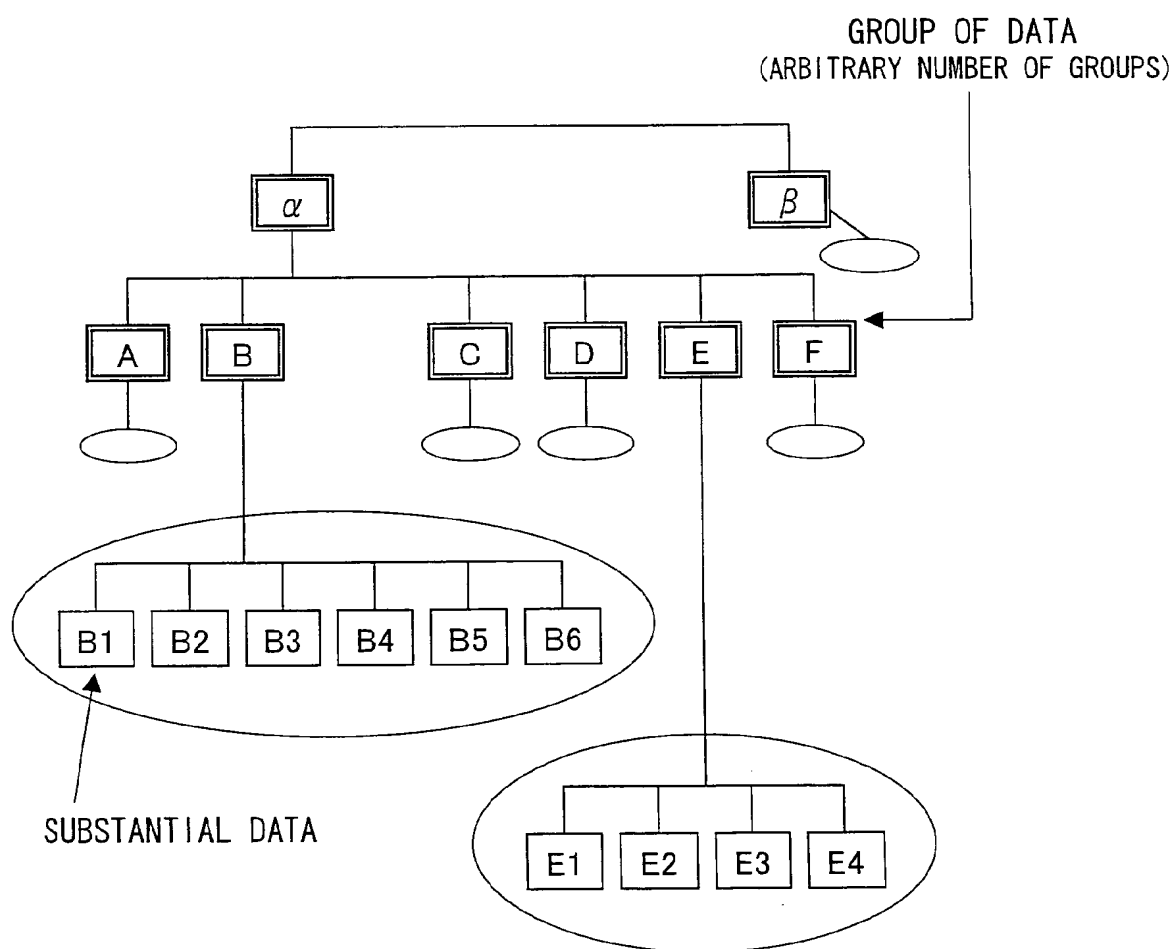 GROUP OF DATA
(ARBITRARY NUMBER OF GROUPS)
α β
A B C D E F
B1 B2 B3 B4 B5 B6
SUBSTANTIAL DATA
E1 E2 E3 E4